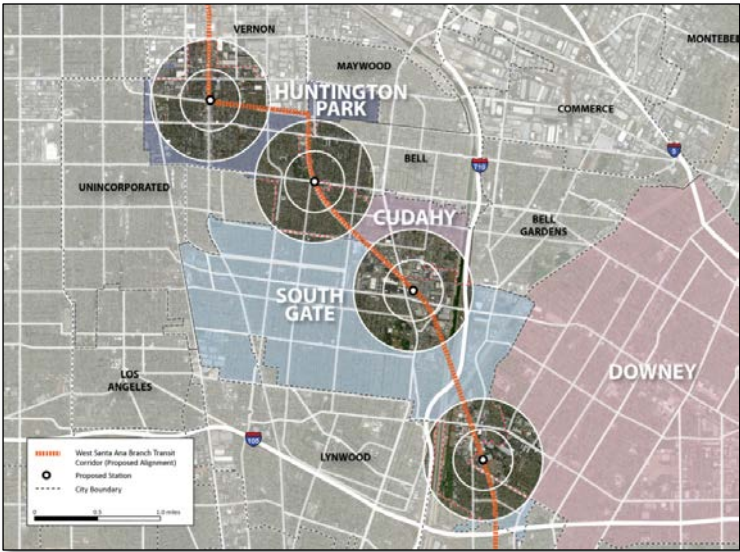 VERNON
MONTEBEL
MAYWOOD
HUNTINGTON
PARK
COMMERCE
BELL
710
5
UNINCORPORATED
CUDAHY
BELL
GARDENS
SOUTH
GATE
DOWNEY
LOS
ANGELES
105
LYNWOOD
West Santa Ana Branch Transit
Corridor (Proposed Alignment)
Proposed Station
City Boundary
0 0.5 1.0 miles